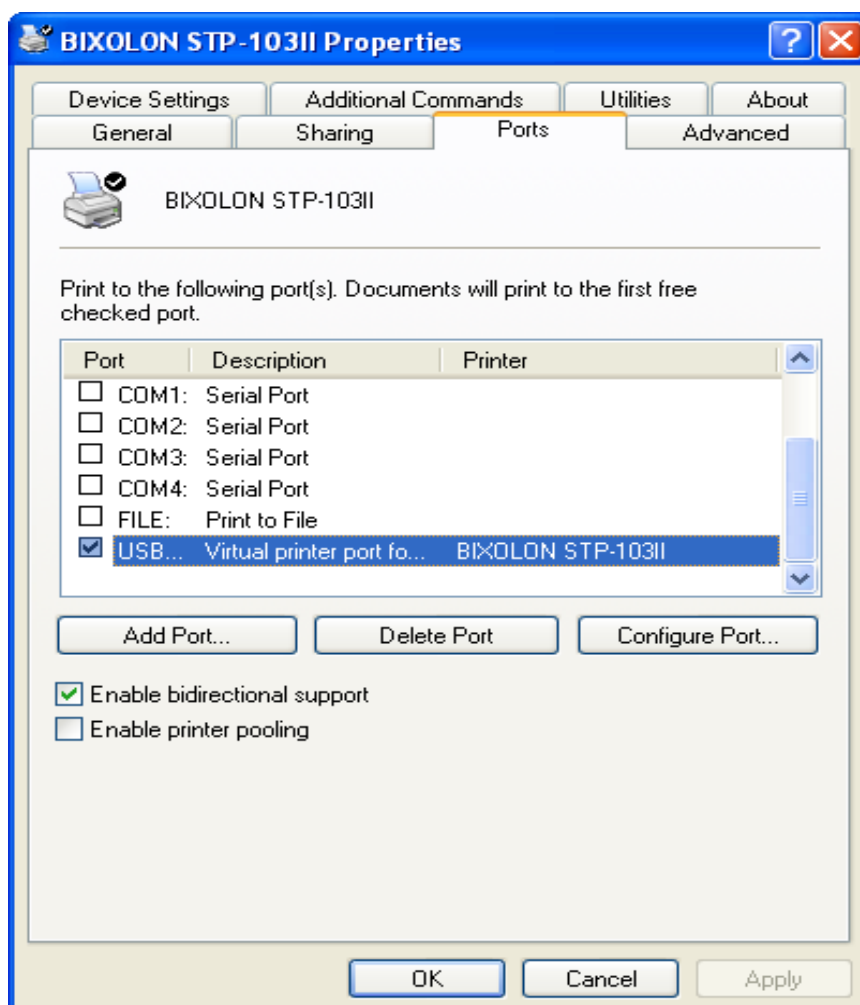 BIXOLON STP-103II Properties
Device Settings Additional Commands Utilities About
General Sharing Ports Advanced
BIXOLON STP-103II
Print to the following port(s). Documents will print to the first free
checked port.
Port Description Printer
COM1: Serial Port
COM2: Serial Port
COM3: Serial Port
COM4: Serial Port
FILE: Print to File
USB... Virtual printer port fo... BIXOLON STP-103II
Add Port... Delete Port Configure Port...
Enable bidirectional support
Enable printer pooling
OK Cancel Apply